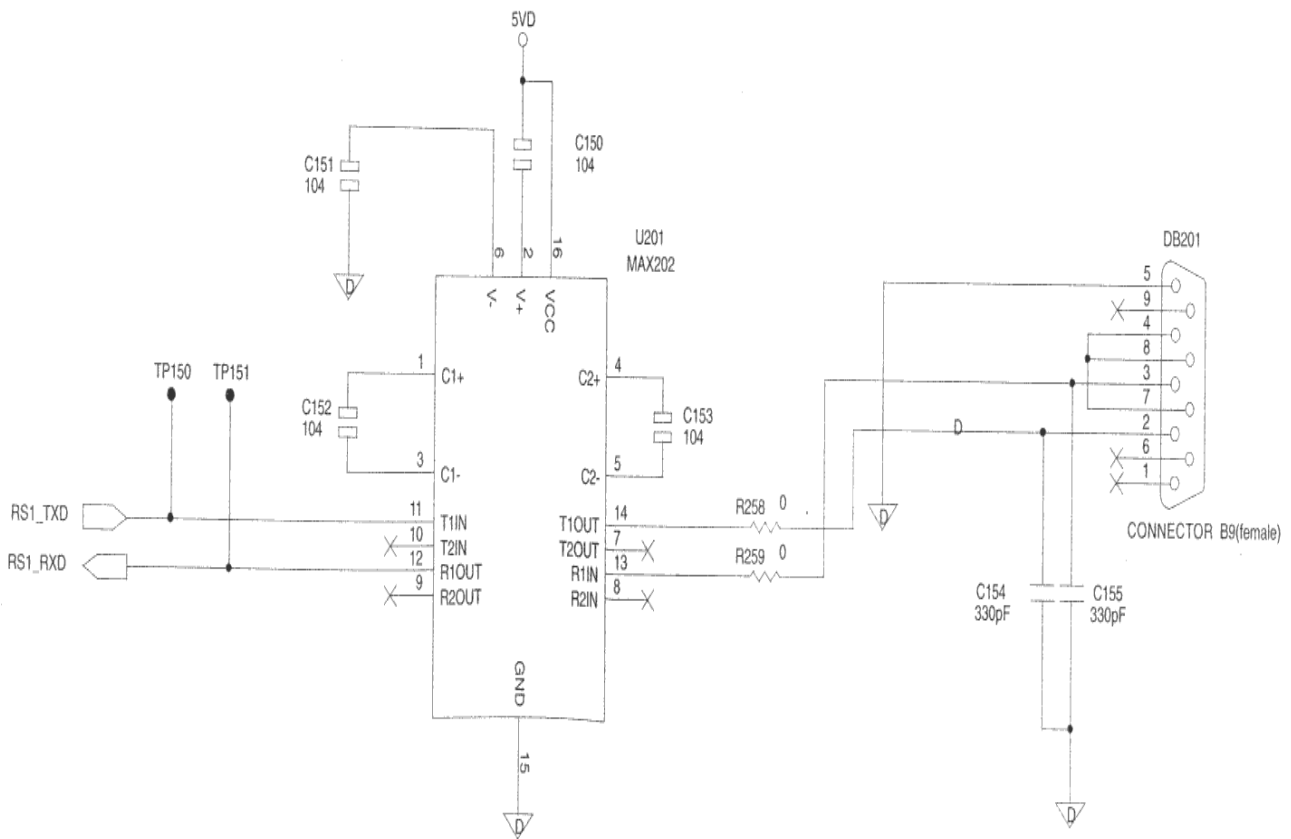 5VD
C151
104
C150
104
6
2
16
U201
MAX202
DB201
D
V-
V+
VCC
5
9
4
8
3
7
2
6
1
TP150
TP151
1
C1+
C2+
4
C152
104
C153
104
3
C1-
C2-
5
D
RS1_TXD
11
T1IN
T1OUT
14
R258
0
D
10
T2IN
T2OUT
7
CONNECTOR B9(female)
RS1_RXD
12
R1OUT
R1IN
13
R259
0
9
R2OUT
R2IN
8
C154
330pF
C155
330pF
GND
15
D
D